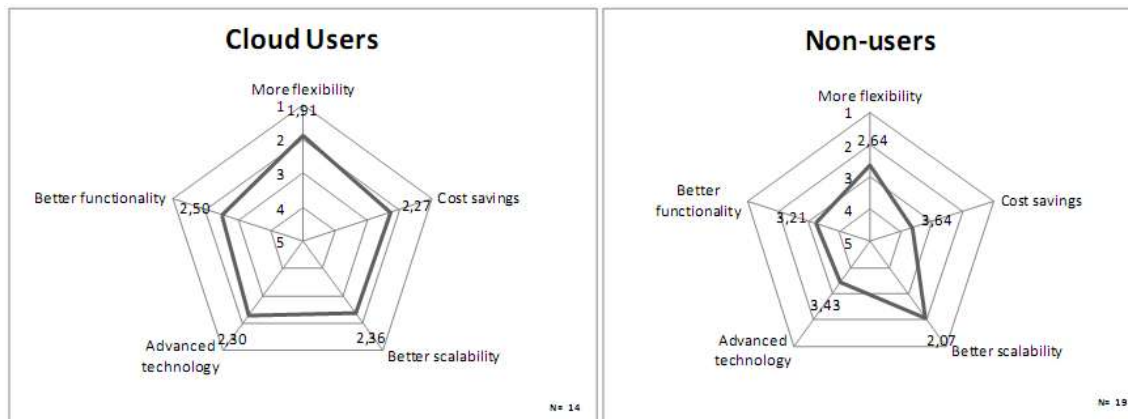 Cloud Users
More flexibility
1
1,91
2
3
4
5
Cost savings
2,27
Better scalability
2,36
Advanced
technology
2,30
Better functionality
2,50
N= 14
Non-users
More flexibility
1
2
2,64
3
4
5
Cost savings
3,64
Better scalability
2,07
Advanced
technology
3,43
Better
functionality
3,21
N= 19